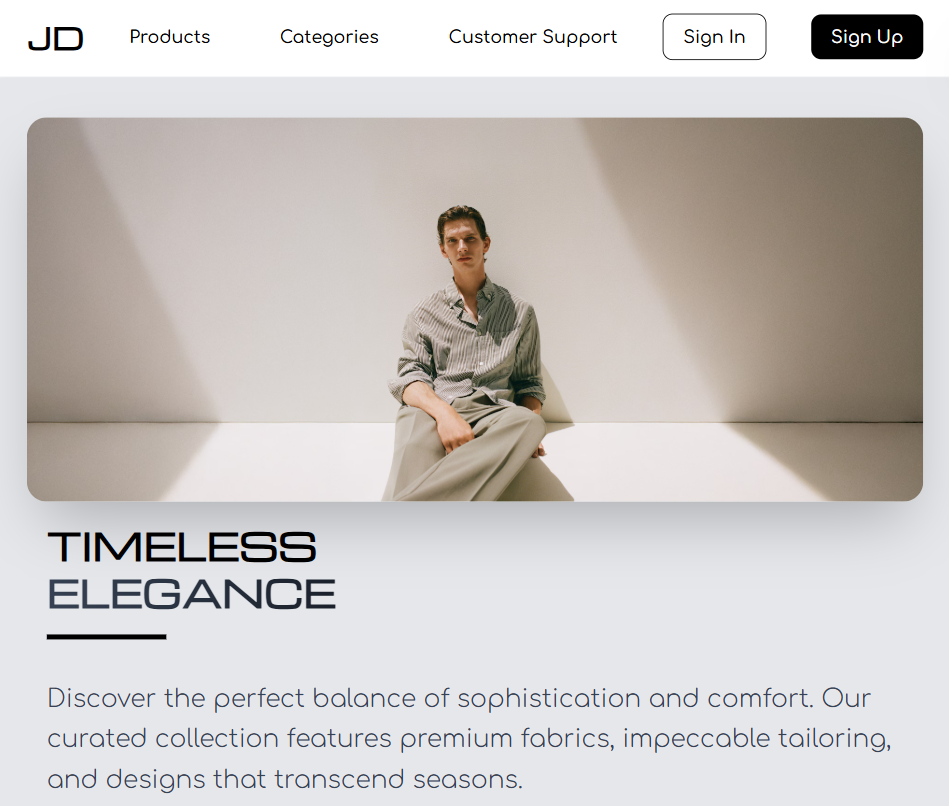 JD
Products
Categories
Customer Support
Sign In
Sign Up
TIMELESS
ELEGANCE
Discover the perfect balance of sophistication and comfort. Our
curated collection features premium fabrics, impeccable tailoring,
and designs that transcend seasons.